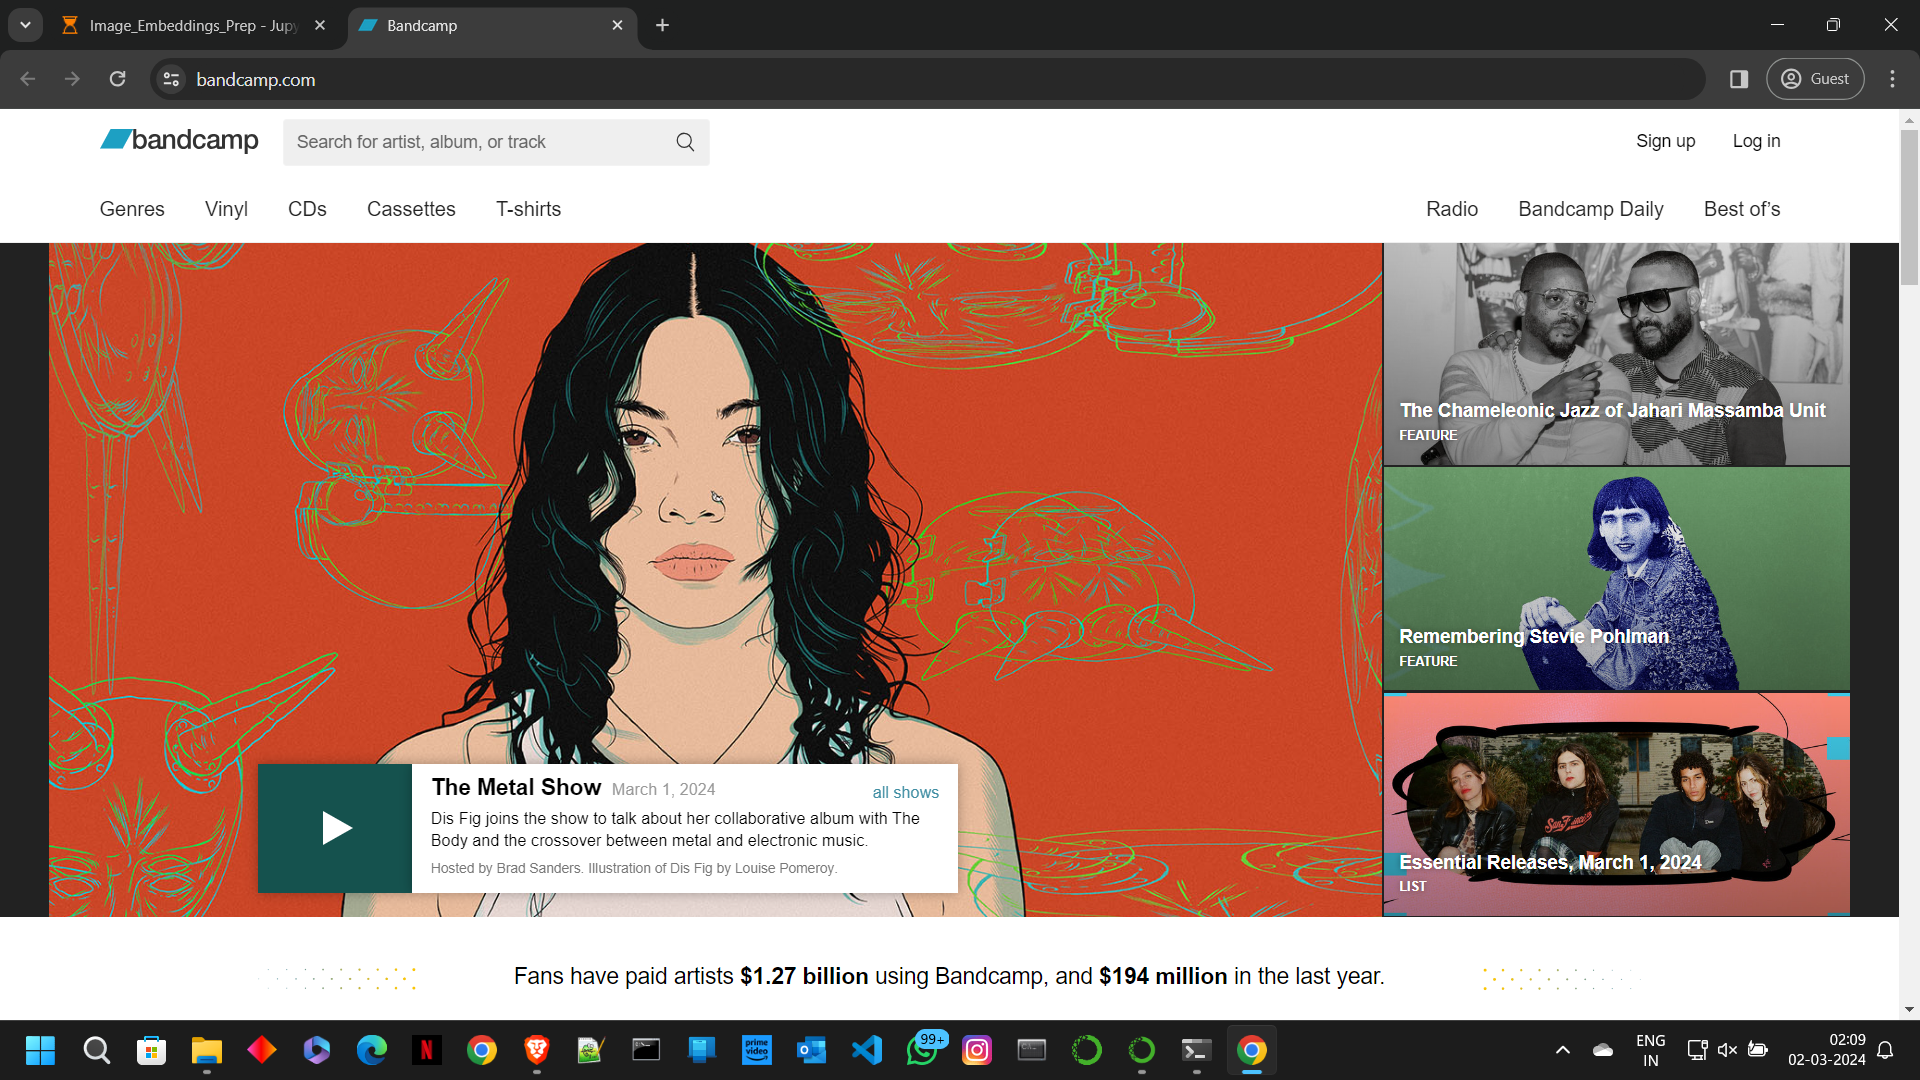 Image_Embeddings_Prep - Jupy
Bandcamp
bandcamp.com
Guest
bandcamp
Search for artist, album, or track
Sign up
Log in
Genres
Vinyl
CDs
Cassettes
T-shirts
Radio
Bandcamp Daily
Best of's
The Chameleonic Jazz of Jahari Massamba Unit
FEATURE
Remembering Stevie Pohlman
FEATURE
Essential Releases, March 1, 2024
LIST
The Metal Show March 1, 2024
all shows
Dis Fig joins the show to talk about her collaborative album with The
Body and the crossover between metal and electronic music.
Hosted by Brad Sanders. Illustration of Dis Fig by Louise Pomeroy.
Fans have paid artists $1.27 billion using Bandcamp, and $194 million in the last year.
N
prime
video
99+
ENG
IN
02:09
02-03-2024